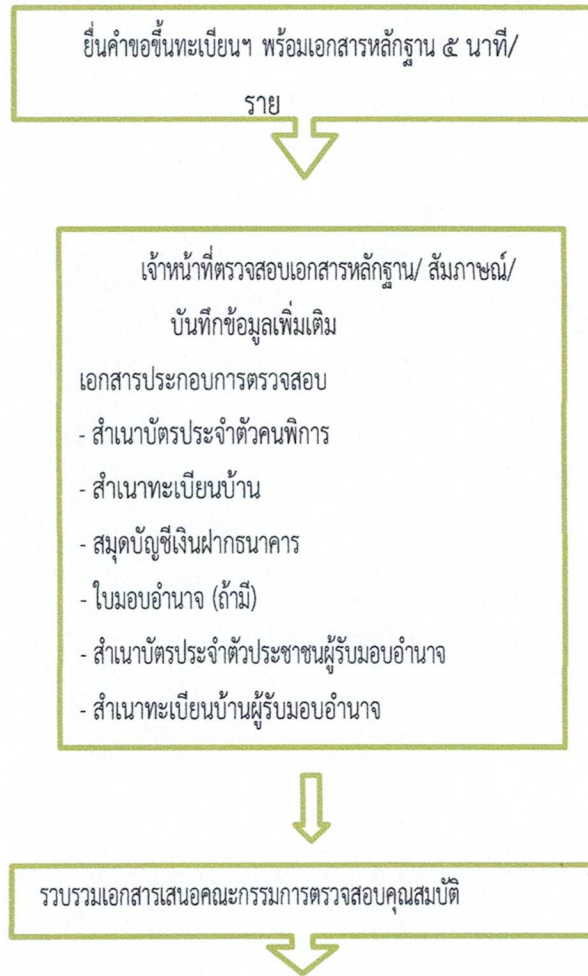 ยื่นคำขอขึ้นทะเบียนฯ พร้อมเอกสารหลักฐาน ๕ นาที/
ราย
เจ้าหน้าที่ตรวจสอบเอกสารหลักฐาน/ สัมภาษณ์/
บันทึกข้อมูลเพิ่มเติม
เอกสารประกอบการตรวจสอบ
- สำเนาบัตรประจำตัวคนพิการ
- สำเนาทะเบียนบ้าน
- สมุดบัญชีเงินฝากธนาคาร
- ใบมอบอำนาจ (ถ้ามี)
- สำเนาบัตรประจำตัวประชาชนผู้รับมอบอำนาจ
- สำเนาทะเบียนบ้านผู้รับมอบอำนาจ
รวบรวมเอกสารเสนอคณะกรรมการตรวจสอบคุณสมบัติ